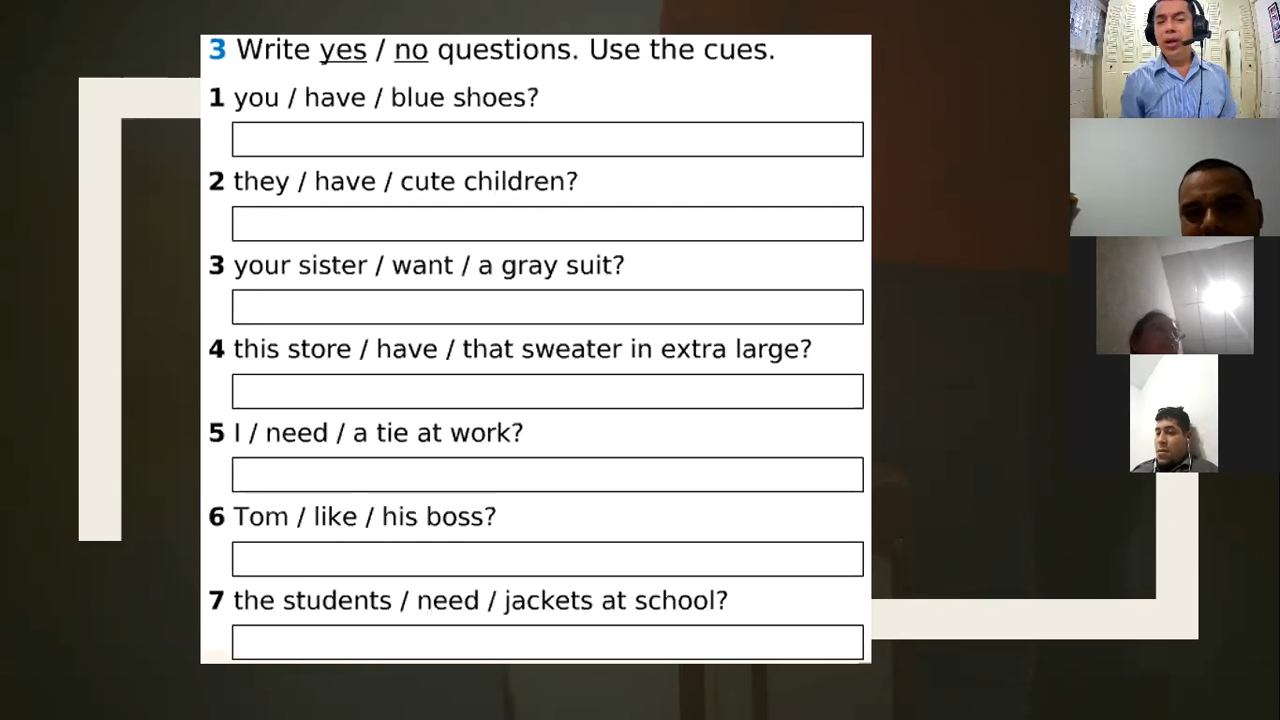 3 Write yes / no questions. Use the cues.
1 you / have / blue shoes?
2 they / have / cute children?
3 your sister / want / a gray suit?
4 this store / have / that sweater in extra large?
5 I / need / a tie at work?
6 Tom / like / his boss?
7 the students / need / jackets at school?